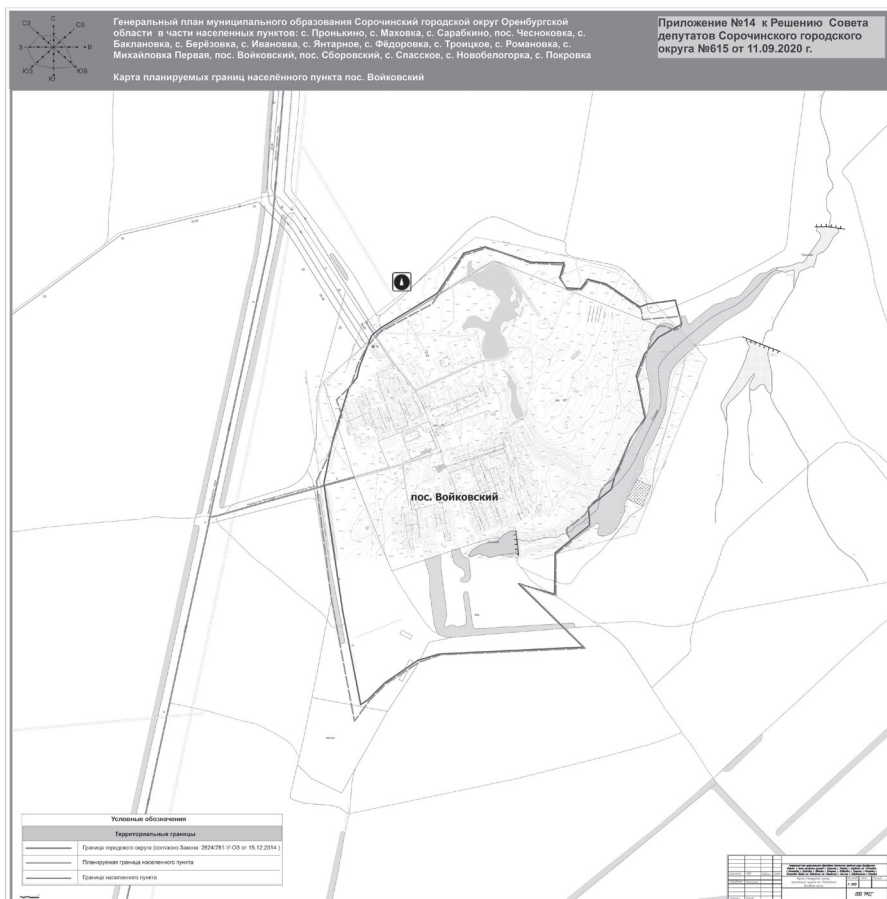 С
СВ
В
ЮВ
Ю
ЮЗ
З
СЗ
Генеральный план муниципального образования Сорочинский городской округ Оренбургской
области в части населенных пунктов: с. Пронькино, с. Маховка, с. Сарабкино, пос. Чесноковка, с.
Баклановка, с. Берёзовка, с. Ивановка, с. Янтарное, с. Фёдоровка, с. Троицкое, с. Романовка, с.
Михайловка Первая, пос. Войковский, пос. Сборовский, с. Спасское, с. Новобелогорка, с. Покровка
Карта планируемых границ населённого пункта пос. Войковский
Приложение №14 к Решению Совета
депутатов Сорочинского городского
округа №615 от 11.09.2020 г.
пос. Войковский
Условные обозначения
Территориальные границы
Граница городского округа (согласно Закона 2824/781-V-ОЗ от 15.12.2014 )
Планируемая граница населенного пункта
Граница населенного пункта